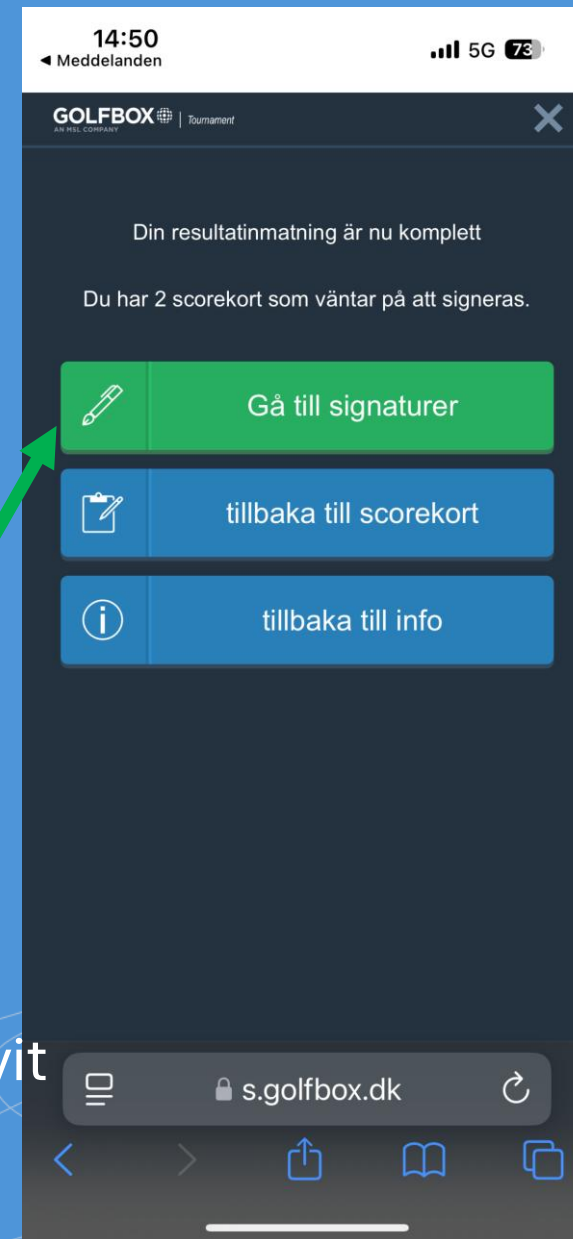 14:50
◀ Meddelanden
5G 73
GOLFBOX | Tournament
AN MSL COMPANY
Din resultatinmatning är nu komplett
Du har 2 scorekort som väntar på att signeras.
Gå till signaturer
tillbaka till scorekort
tillbaka till info
s.golfbox.dk